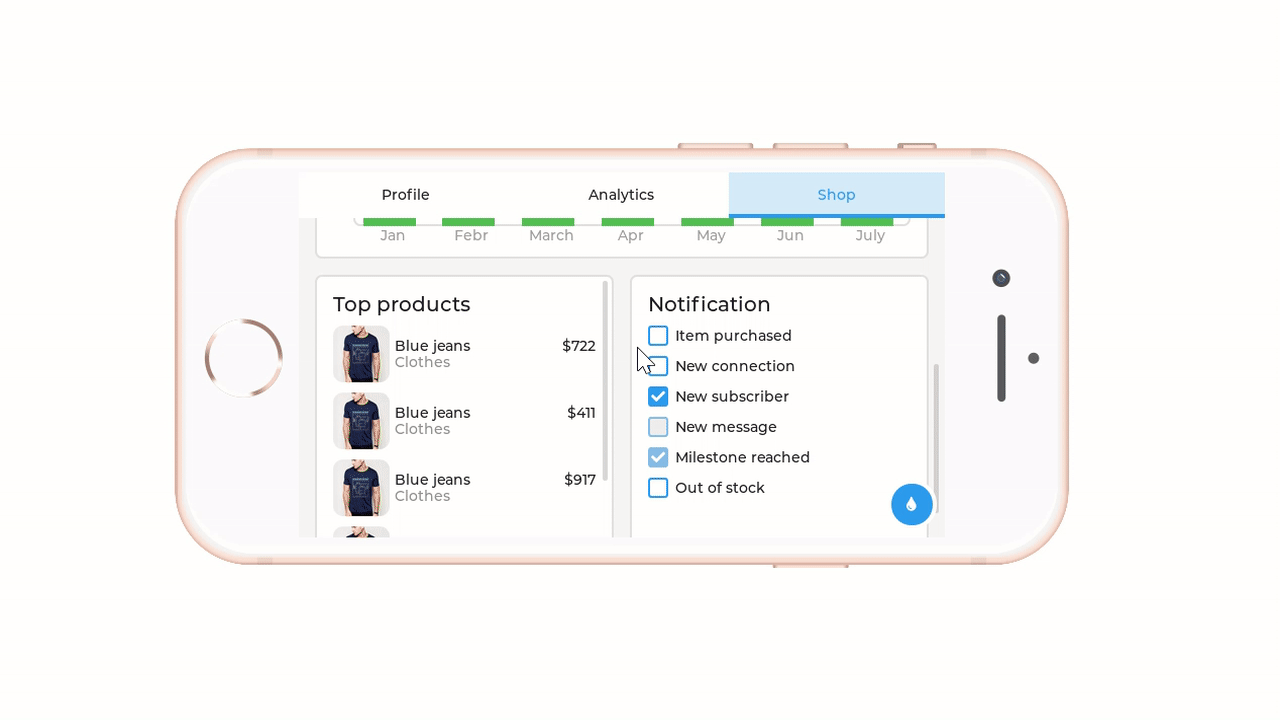 Profile Analytics Shop
Jan Febr March Apr May Jun July
Top products
Blue jeans $722
Clothes
Blue jeans $411
Clothes
Blue jeans $917
Clothes
Notification
Item purchased
New connection
New subscriber
New message
Milestone reached
Out of stock